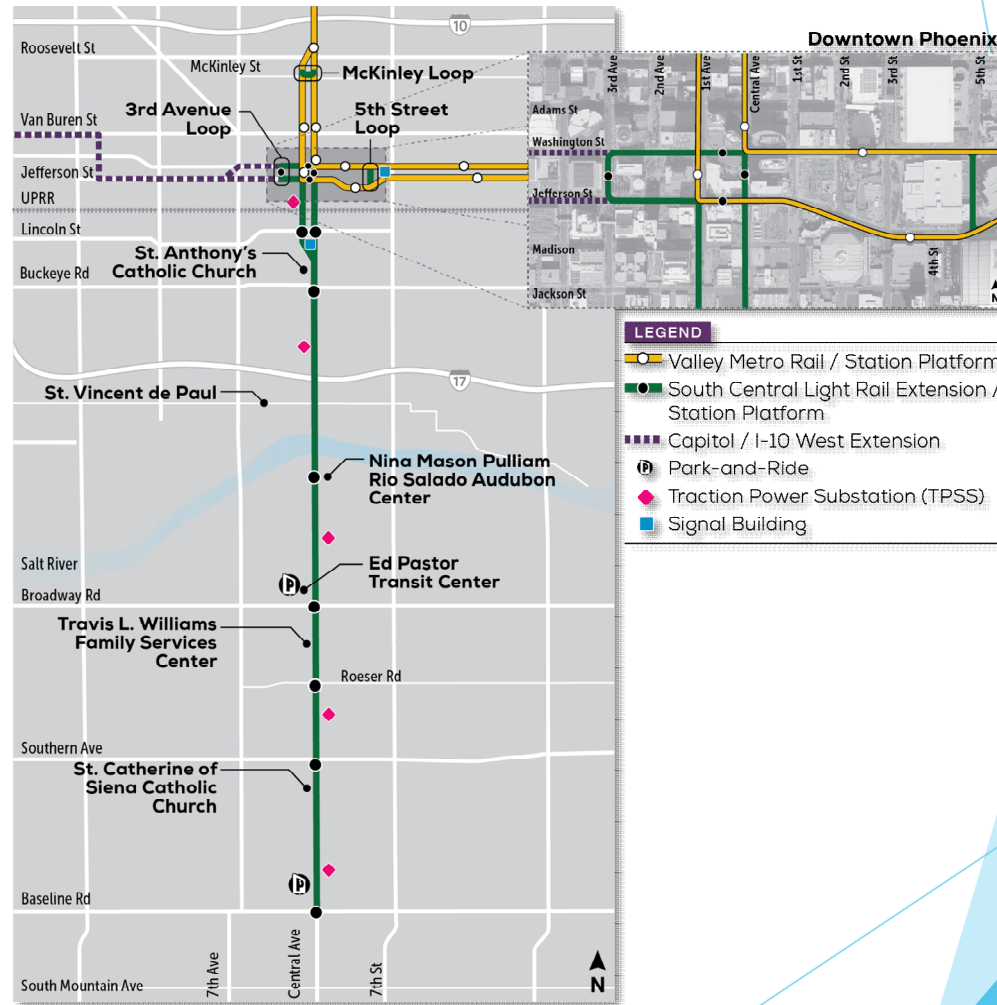 10
Roosevelt St
McKinley St
McKinley Loop
3rd Avenue
Loop
5th Street
Loop
Van Buren St
Jefferson St
UPRR
Lincoln St
St. Anthony's
Catholic Church
Buckeye Rd
17
St. Vincent de Paul
Nina Mason Pulliam
Rio Salado Audubon
Center
Salt River
Ed Pastor
Transit Center
P
Broadway Rd
Travis L. Williams
Family Services
Center
Roeser Rd
Southern Ave
St. Catherine of
Siena Catholic
Church
P
Baseline Rd
7th Ave
Central Ave
7th St
N
South Mountain Ave
Downtown Phoenix
3rd Ave
2nd Ave
1st Ave
Central Ave
1st St
2nd St
3rd St
5th St
Adams St
Washington St
Jefferson St
Madison
4th St
Jackson St
N
LEGEND
Valley Metro Rail / Station Platform
South Central Light Rail Extension /
Station Platform
Capitol / I-10 West Extension
P Park-and-Ride
Traction Power Substation (TPSS)
Signal Building